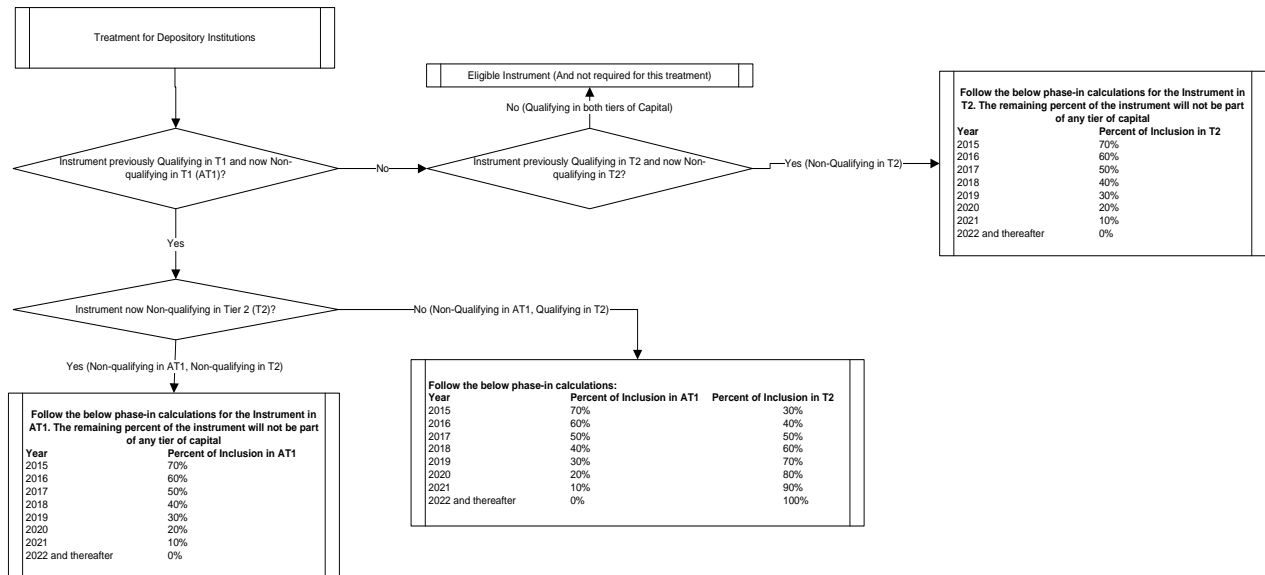 Treatment for Depository Institutions
Eligible Instrument (And not required for this treatment)
No (Qualifying in both tiers of Capital)
Instrument previously Qualifying in T1 and now Non-
qualifying in T1 (AT1)?
No
Instrument previously Qualifying in T2 and now Non-
qualifying in T2?
Yes (Non-Qualifying in T2)
Follow the below phase-in calculations for the Instrument in
T2. The remaining percent of the instrument will not be part
of any tier of capital
Year Percent of Inclusion in T2
2015 70%
2016 60%
2017 50%
2018 40%
2019 30%
2020 20%
2021 10%
2022 and thereafter 0%
Yes
Instrument now Non-qualifying in Tier 2 (T2)?
No (Non-Qualifying in AT1, Qualifying in T2)
Yes (Non-qualifying in AT1, Non-qualifying in T2)
Follow the below phase-in calculations for the Instrument in
AT1. The remaining percent of the instrument will not be part
of any tier of capital
Year Percent of Inclusion in AT1
2015 70%
2016 60%
2017 50%
2018 40%
2019 30%
2020 20%
2021 10%
2022 and thereafter 0%
Follow the below phase-in calculations:
Year Percent of Inclusion in AT1 Percent of Inclusion in T2
2015 70% 30%
2016 60% 40%
2017 50% 50%
2018 40% 60%
2019 30% 70%
2020 20% 80%
2021 10% 90%
2022 and thereafter 0% 100%